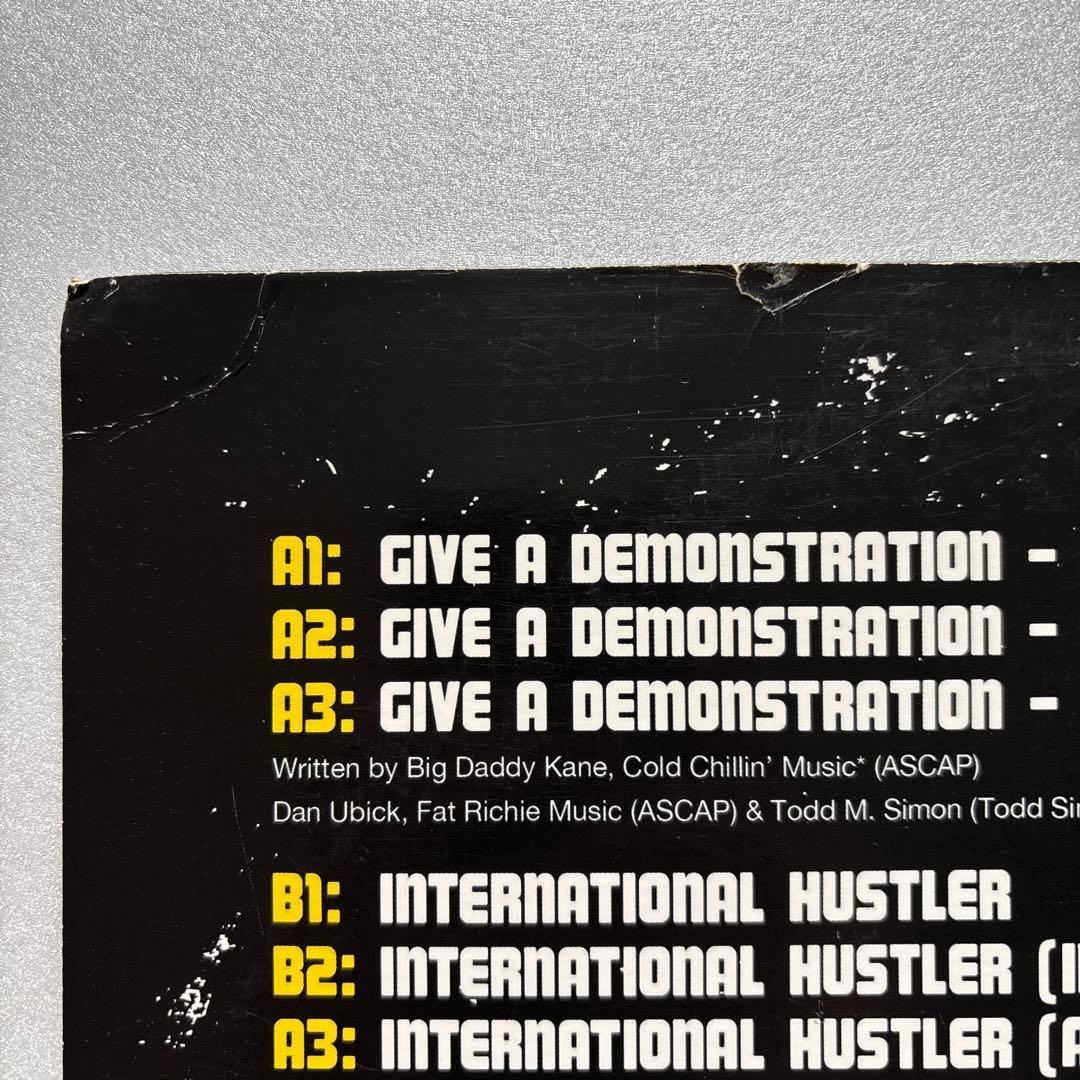 A1: GIVE A DEMONSTRATION -
A2: GIVE A DEMONSTRATION -
A3: GIVE A DEMONSTRATION -
Written by Big Daddy Kane, Cold Chillin' Music* (ASCAP)
Dan Ubick, Fat Richie Music (ASCAP) & Todd M. Simon (Todd
B1: INTERNATIONAL HUSTLER
B2: INTERNATIONAL HUSTLER
A3: INTERNATIONAL HUSTLER (A